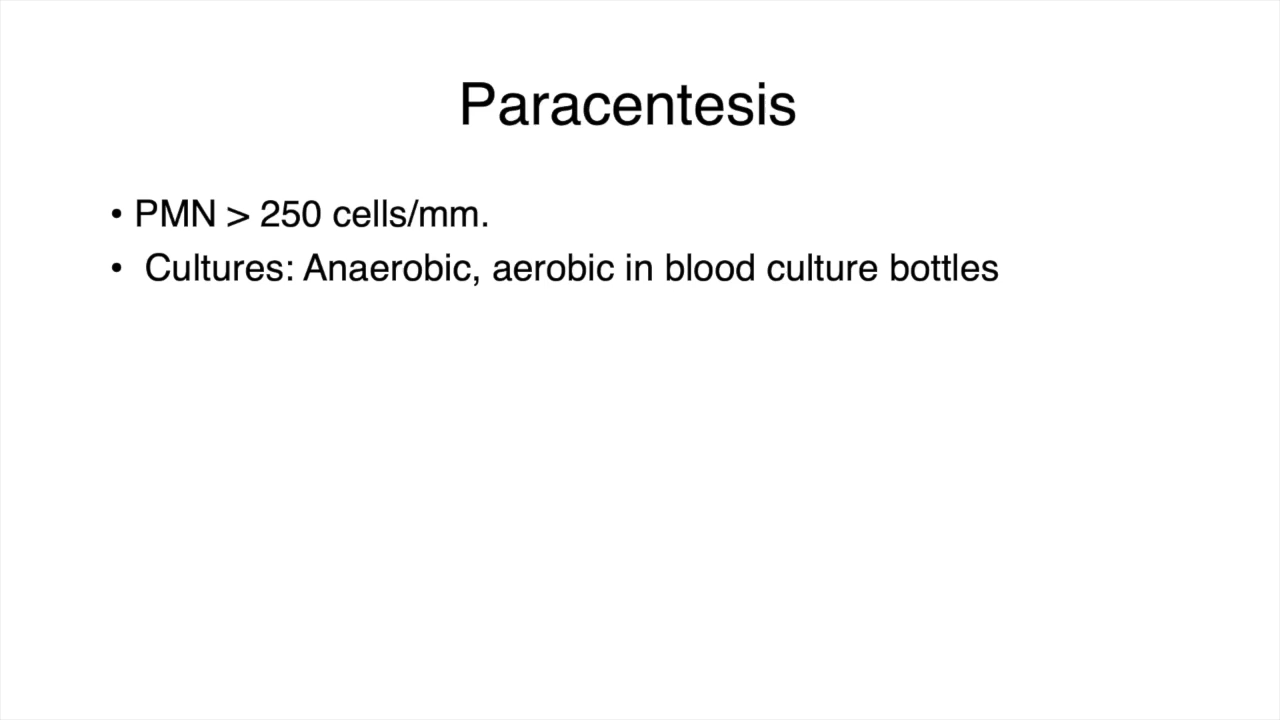 Paracentesis
• PMN > 250 cells/mm.
• Cultures: Anaerobic, aerobic in blood culture bottles